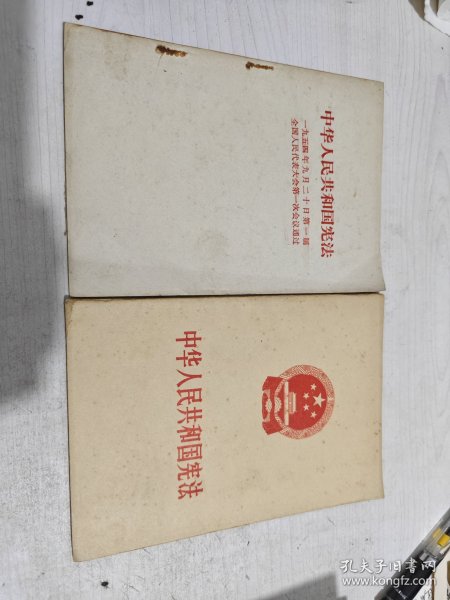 中华人民共和国宪法
一九五四年九月二十日第一届
全国人民代表大会第一次会议通过
中华人民共和国宪法
孔夫子旧书网
www.kongfz.com